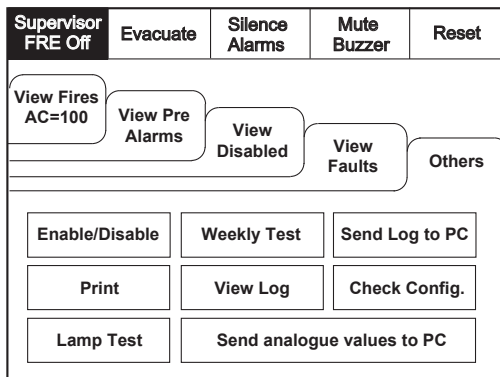 Supervisor
FRE Off
Evacuate
Silence
Alarms
Mute
Buzzer
Reset
View Fires
AC=100
View Pre
Alarms
View
Disabled
View
Faults
Others
Enable/Disable
Weekly Test
Send Log to PC
Print
View Log
Check Config.
Lamp Test
Send analogue values to PC